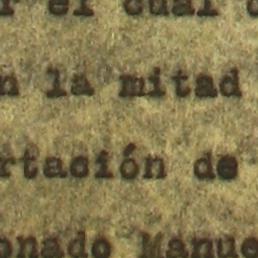 r el cual
n la mitad
rtación de
onado Manue